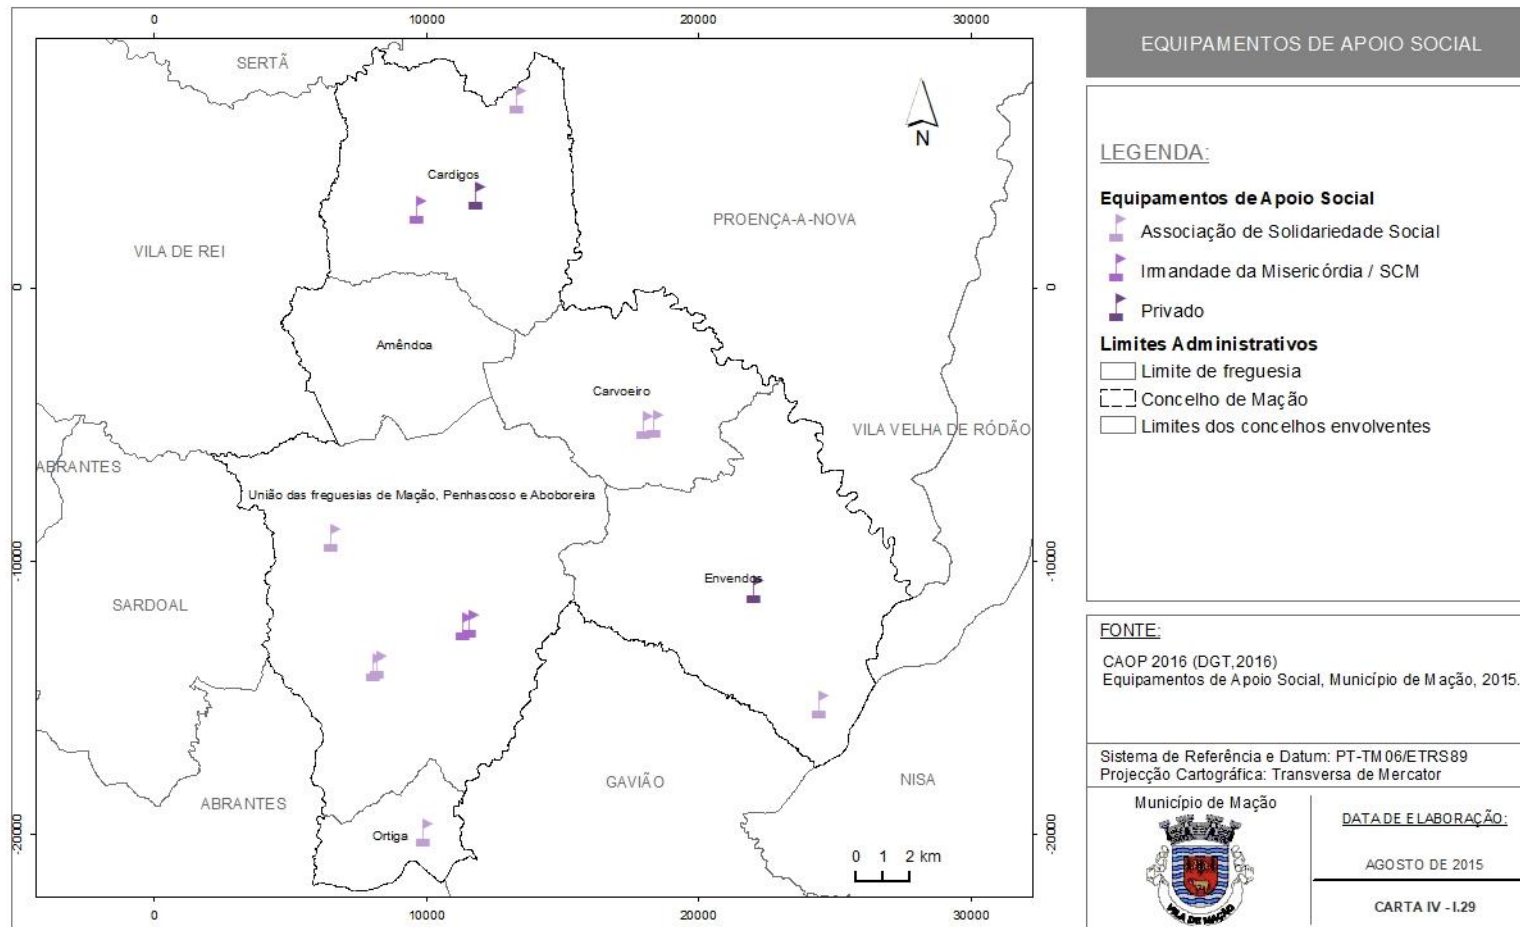 0 10000 20000 30000
EQUIPAMENTOS DE APOIO SOCIAL
SERTÃ
N
Cardigos
PROENÇA-A-NOVA
VILA DE REI
0
0
Amêndoa
Carvoeiro
VILA VELHA DE RÓDÃO
ABRANTES
União das freguesias de Mação, Penhascoso e Aboboreira
-10000
-10000
Envendos
SARDOAL
GAVIÃO
NISA
ABRANTES
Ortiga
-20000
-20000
0 1 2 km
0 10000 20000 30000
LEGENDA:
Equipamentos de Apoio Social
Associação de Solidariedade Social
Irmandade da Misericórdia / SCM
Privado
Limites Administrativos
Limite de freguesia
Concelho de Mação
Limites dos concelhos envolventes
FONTE:
CAOP 2016 (DGT,2016)
Equipamentos de Apoio Social, Município de Mação, 2015.
Sistema de Referência e Datum: PT-TM06/ETRS89
Projecção Cartográfica: Transversa de Mercator
Município de Mação
VILA DE MAÇÃO
DATA DE ELABORAÇÃO:
AGOSTO DE 2015
CARTA IV - I.29